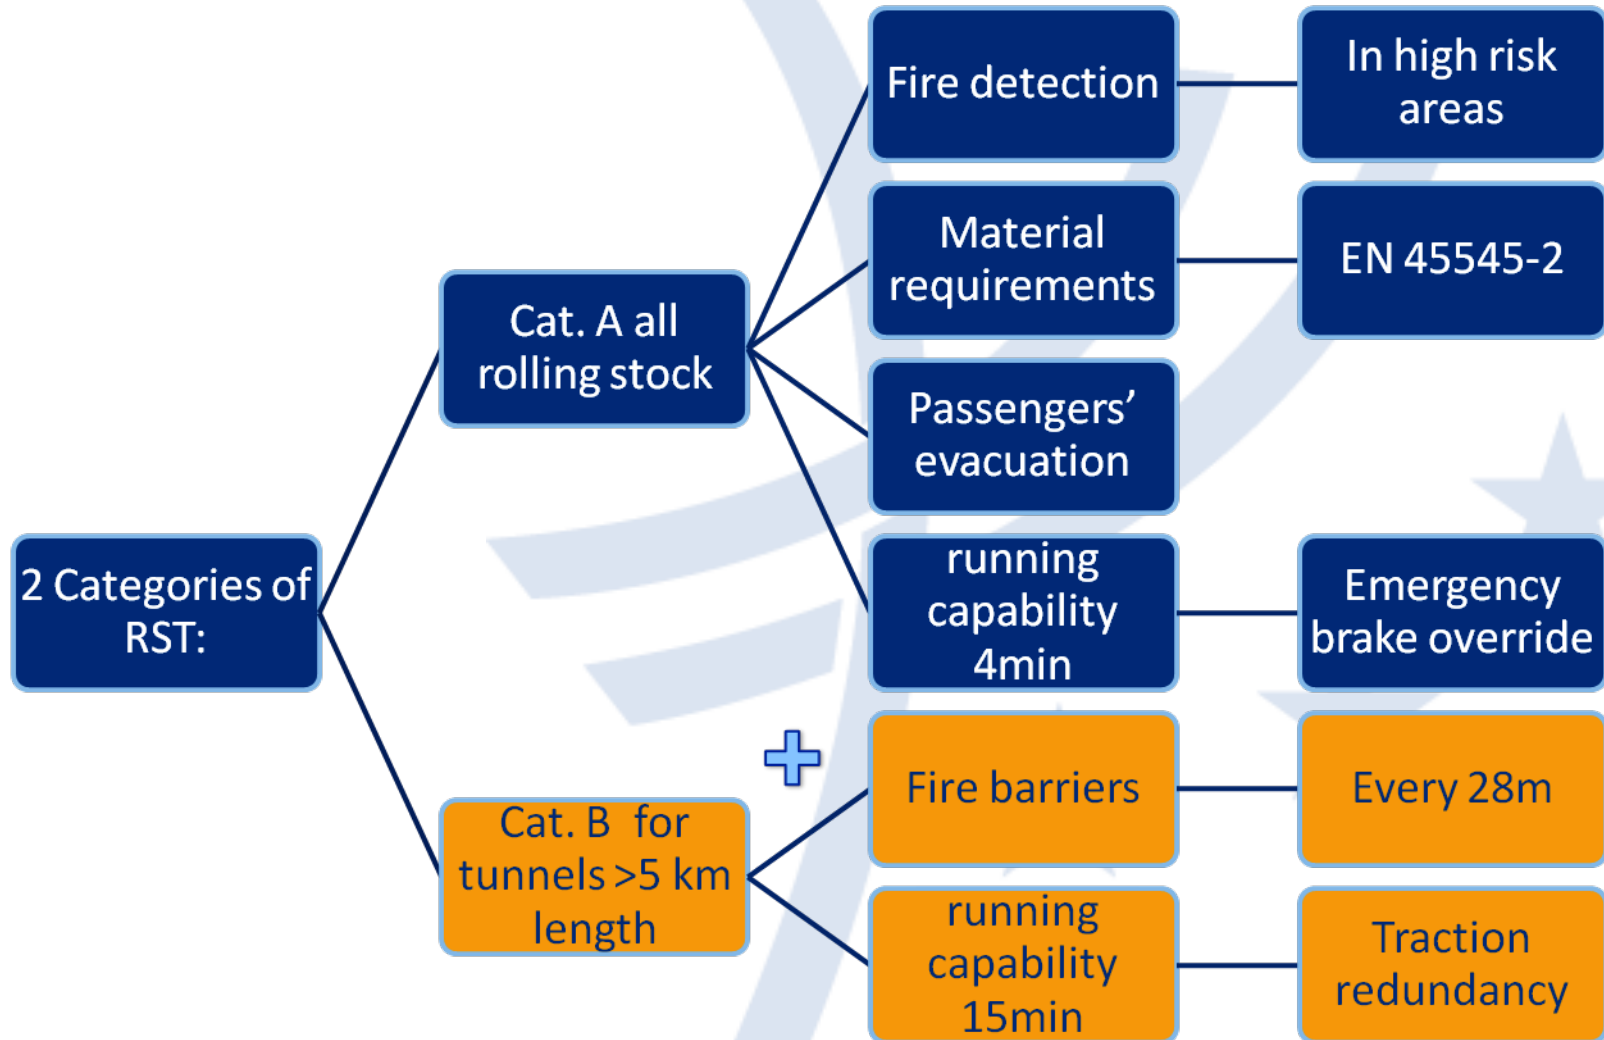 2 Categories of
RST:
Cat. A all
rolling stock
Fire detection
In high risk
areas
Material
requirements
EN 45545-2
Passengers’
evacuation
running
capability
4min
Emergency
brake override
Cat. B for
tunnels >5 km
length
Fire barriers
Every 28m
running
capability
15min
Traction
redundancy